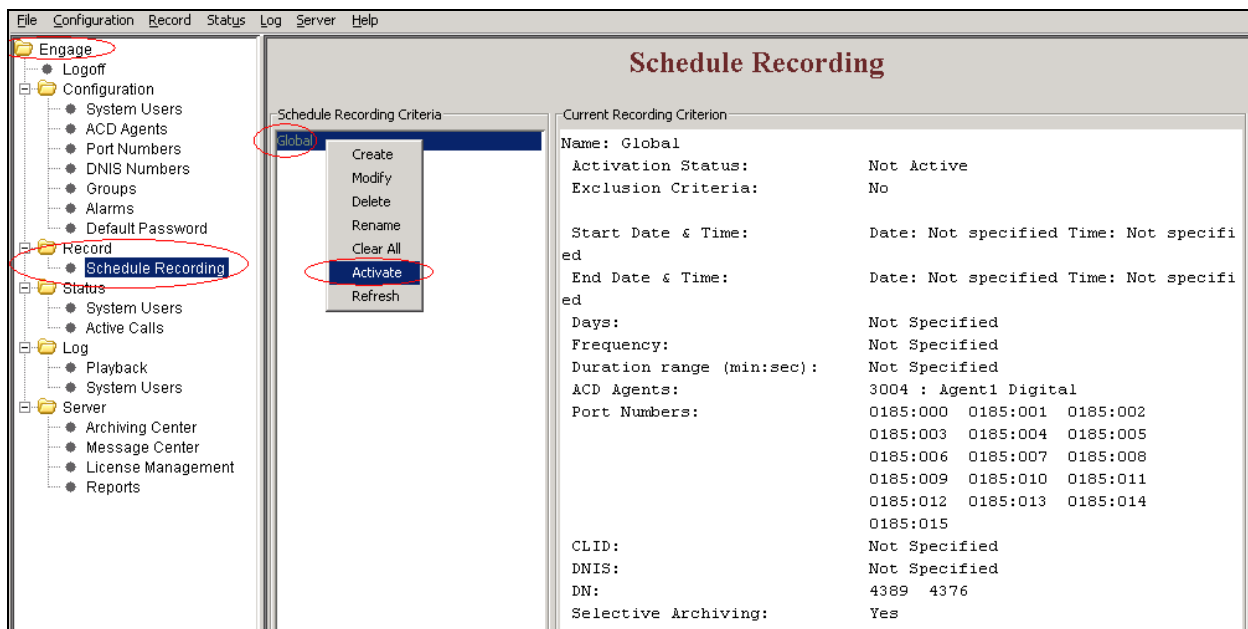 File Configuration Record Status Log Server Help
Engage
Logoff
Configuration
System Users
ACD Agents
Port Numbers
DNIS Numbers
Groups
Alarms
Default Password
Record
Schedule Recording
Status
System Users
Active Calls
Log
Playback
System Users
Server
Archiving Center
Message Center
License Management
Reports
Schedule Recording
Schedule Recording Criteria
Global
Create
Modify
Delete
Rename
Clear All
Activate
Refresh
Current Recording Criterion
Name: Global
Activation Status: Not Active
Exclusion Criteria: No
Start Date & Time: Date: Not specified Time: Not specifi
ed
End Date & Time: Date: Not specified Time: Not specifi
ed
Days: Not Specified
Frequency: Not Specified
Duration range (min:sec): Not Specified
ACD Agents: 3004 : Agent1 Digital
Port Numbers: 0185:000 0185:001 0185:002
0185:003 0185:004 0185:005
0185:006 0185:007 0185:008
0185:009 0185:010 0185:011
0185:012 0185:013 0185:014
0185:015
CLID: Not Specified
DNIS: Not Specified
DN: 4389 4376
Selective Archiving: Yes